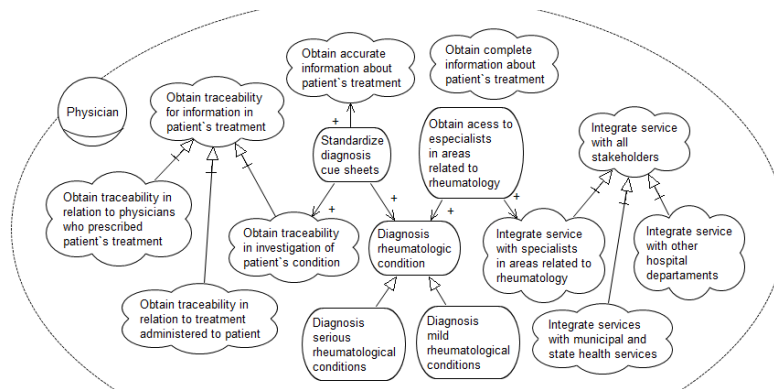 Obtain accurate
information about
patient`s treatment
Obtain complete
information about
patient`s treatment
Physician
Obtain traceability
for information in
patient`s treatment
+
Standardize
diagnosis
cue sheets
+
Obtain acess to
especialists
in areas
related to
rheumatology
Integrate service
with all
stakeholders
Obtain traceability in
relation to physicians
who prescribed
patient`s treatment
+
+
+
+
Obtain traceability
in investigation of
patient`s condition
Diagnosis
rheumatologic
condition
Integrate service
with specialists
in areas related to
rheumatology
Integrate service
with other
hospital
departaments
Obtain traceability in
relation to treatment
administered to patient
Diagnosis
serious
rheumatological
conditions
Diagnosis
mild
rheumatological
conditions
Integrate services
with municipal and
state health services